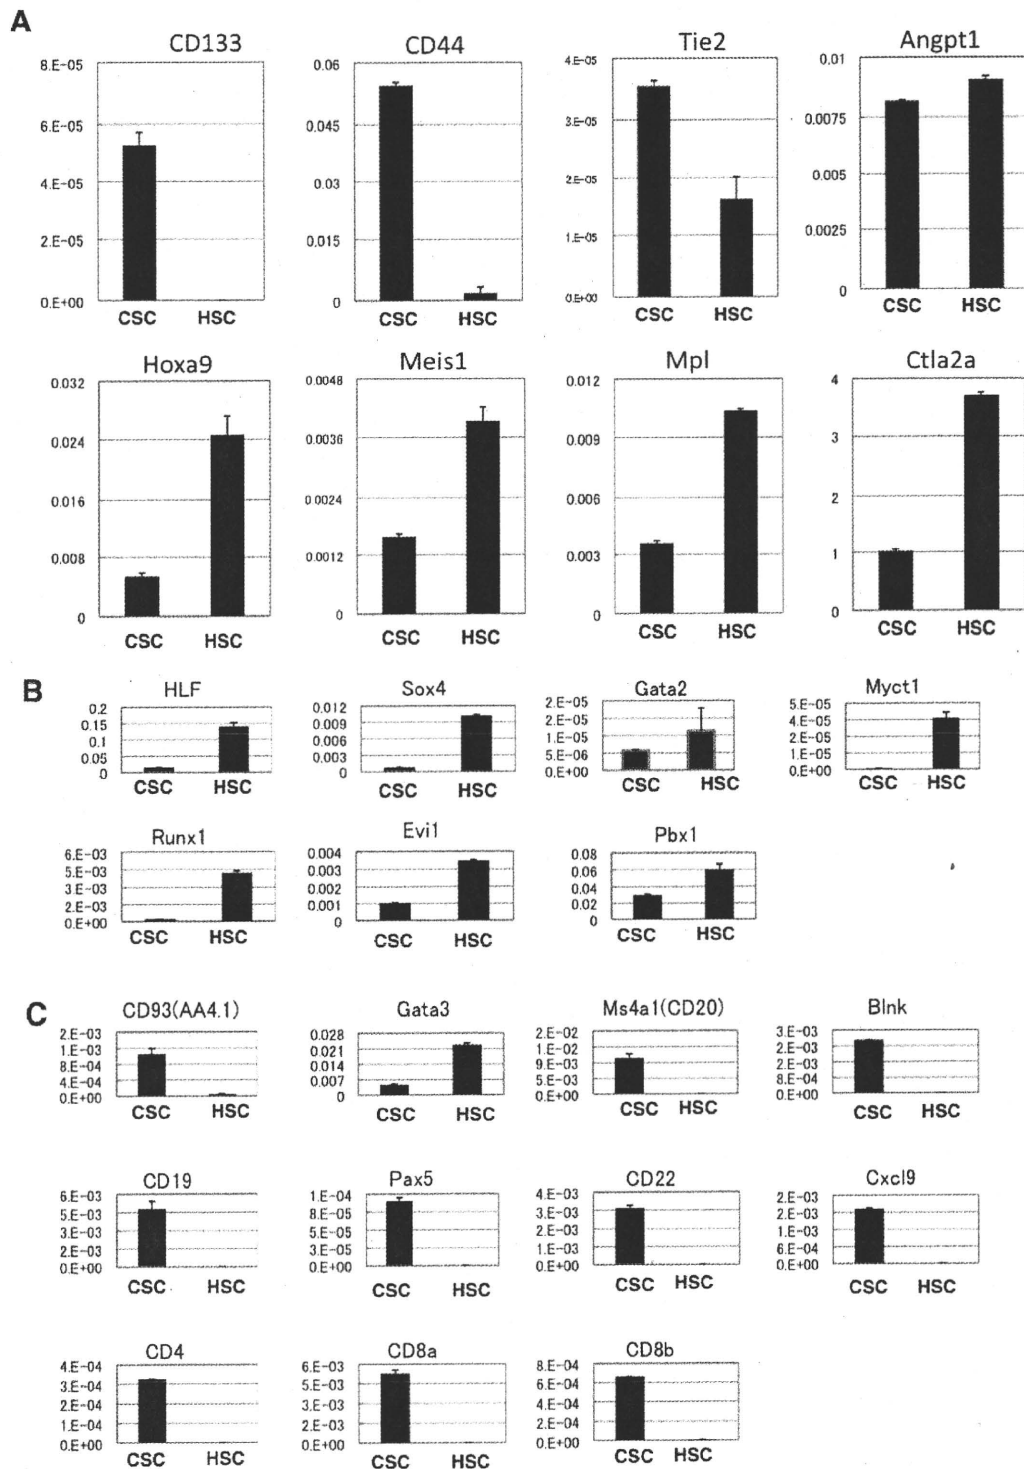 A
CD133 CD44 Tie2 Angpt1
8.E-05 0.06 4.E-05 0.01
6.E-05 0.045 3.E-05 0.0075
4.E-05 0.03 2.E-05 0.005
2.E-05 0.015 1.E-05 0.0025
0.E+00 0 0.E+00 0
CSC HSC CSC HSC CSC HSC CSC HSC
Hoxa9 Meis1 Mpl Ctla2a
0.032 0.0048 0.012 4
0.024 0.0036 0.009 3
0.016 0.0024 0.006 2
0.008 0.0012 0.003 1
0 0 0 0
CSC HSC CSC HSC CSC HSC CSC HSC
B
HLF Sox4 Gata2 Myct1
0.2 0.012 2.E-05 5.E-05
0.15 0.009 2.E-05 4.E-05
0.1 0.006 1.E-05 2.E-05
0.05 0.003 5.E-06 1.E-05
0 0 0.E+00 0.E+00
CSC HSC CSC HSC CSC HSC CSC HSC
Runx1 Evi1 Pbx1
6.E-03 0.004 0.08
5.E-03 0.003 0.06
3.E-03 0.002 0.04
2.E-03 0.001 0.02
0.E+00 0 0
CSC HSC CSC HSC CSC HSC
C
CD93(AA4.1) Gata3 Ms4a1(CD20) Blnk
2.E-03 0.028 2.E-02 3.E-03
1.E-03 0.021 1.E-02 2.E-03
8.E-04 0.014 9.E-03 2.E-03
4.E-04 0.007 5.E-03 8.E-04
0.E+00 0 0.E+00 0.E+00
CSC HSC CSC HSC CSC HSC CSC HSC
CD19 Pax5 CD22 Cxcl9
6.E-03 1.E-04 4.E-03 2.E-03
5.E-03 8.E-05 3.E-03 2.E-03
3.E-03 5.E-05 2.E-03 1.E-03
2.E-03 3.E-05 1.E-03 6.E-04
0.E+00 0.E+00 0.E+00 0.E+00
CSC HSC CSC HSC CSC HSC CSC HSC
CD4 CD8a CD8b
4.E-04 6.E-03 8.E-04
3.E-04 5.E-03 6.E-04
2.E-04 3.E-03 4.E-04
1.E-04 2.E-03 2.E-04
0.E+00 0.E+00 0.E+00
CSC HSC CSC HSC CSC HSC